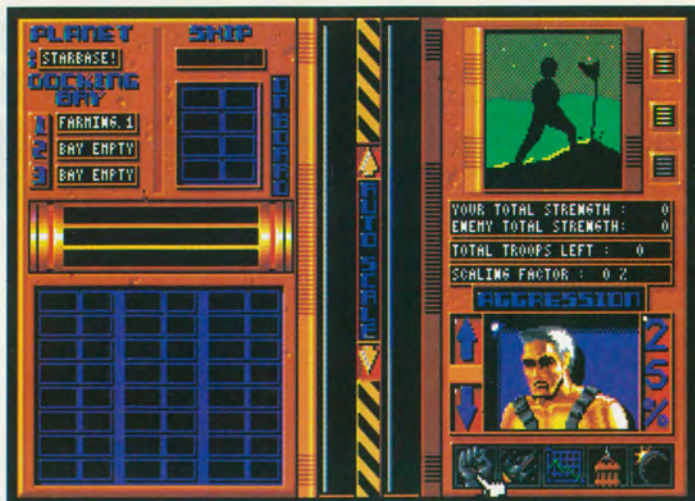 PLANET
SHIP
STARBASE!
DOCKING
BAY
1 FARMING.1
2 BAY EMPTY
3 BAY EMPTY
ONBOARD
AUTO SCALE
YOUR TOTAL STRENGTH : 0
ENEMY TOTAL STRENGTH: 0
TOTAL TROOPS LEFT : 0
SCALING FACTOR : 0 %
AGGRESSION
25%